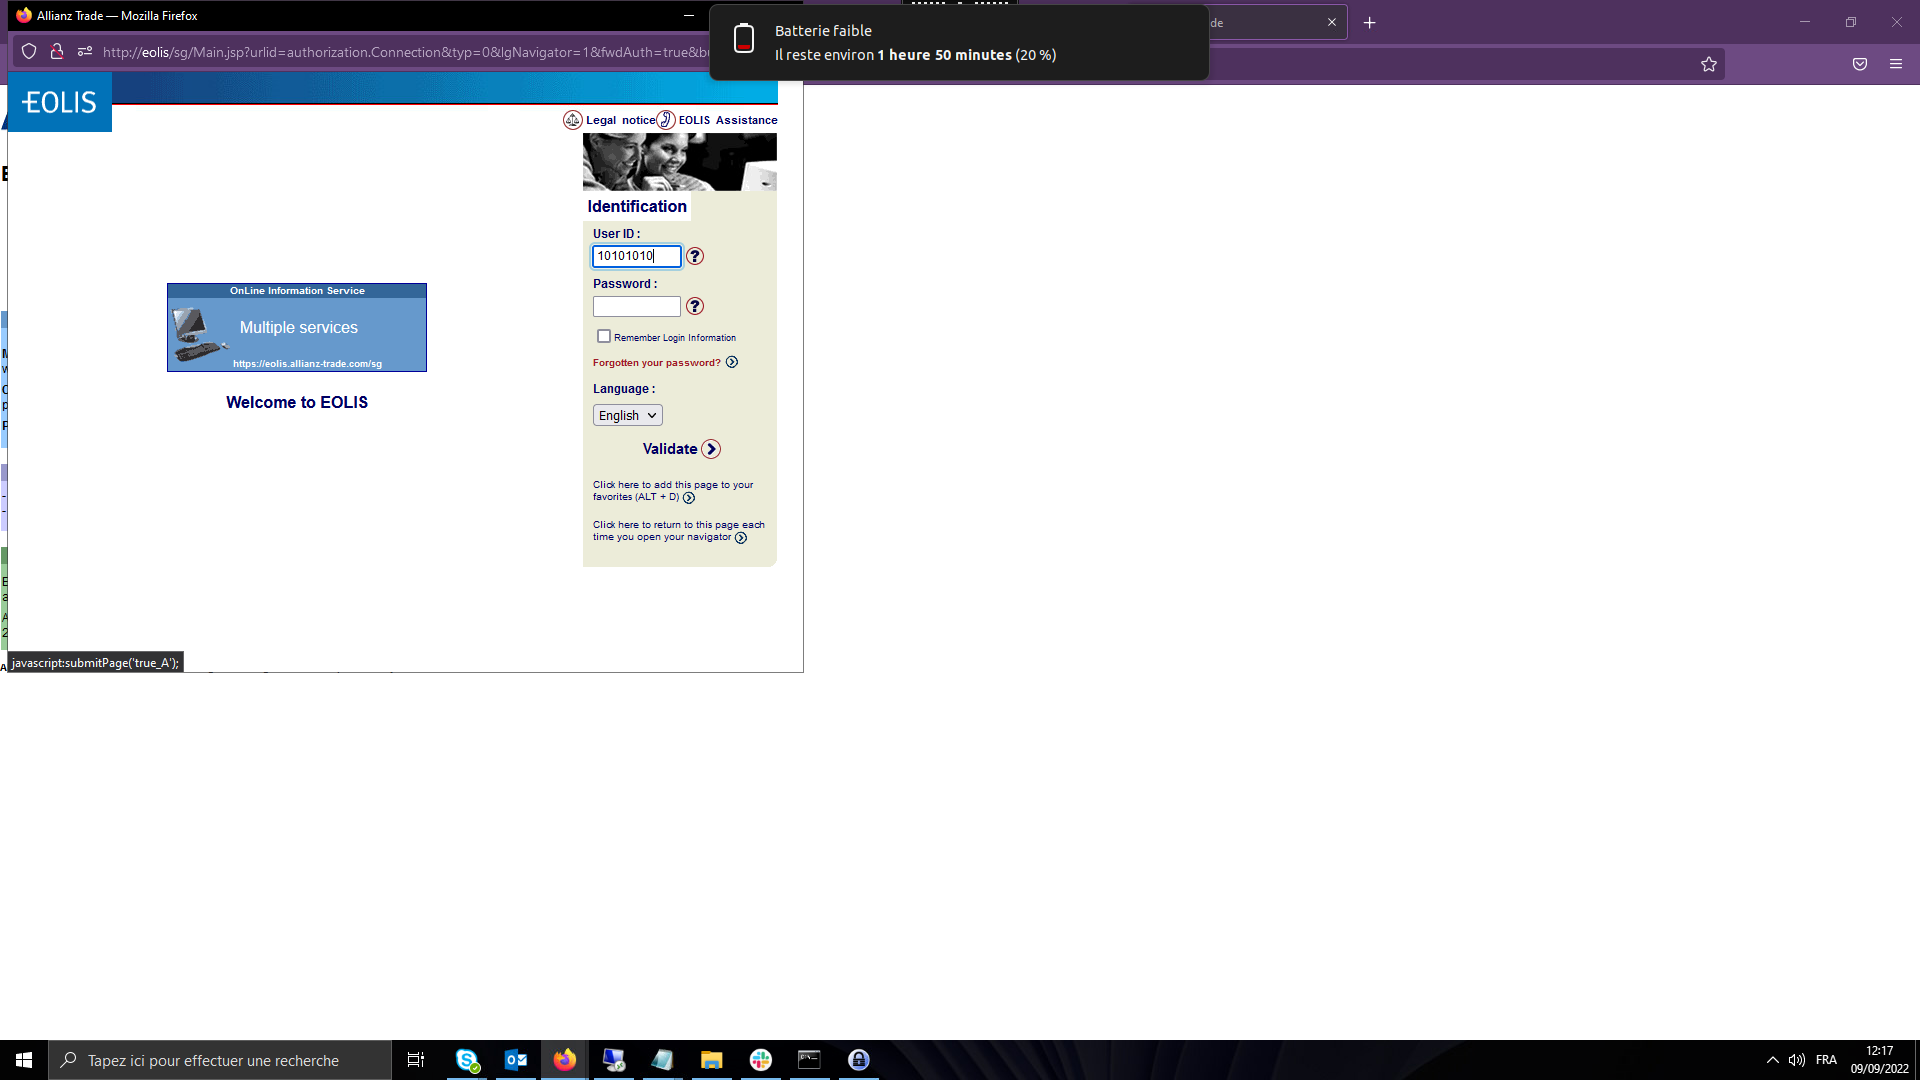 Allianz Trade — Mozilla Firefox
Batterie faible
Il reste environ 1 heure 50 minutes (20 %)
de
http://eolis/sg/Main.jsp?urlid=authorization.Connection&typ=0&lgNavigator=1&fwdAuth=true&bu
EOLIS
Legal notice
EOLIS Assistance
Identification
User ID :
10101010
?
Password :
?
Remember Login Information
Forgotten your password?
Language :
English
Validate
Click here to add this page to your
favorites (ALT + D)
Click here to return to this page each
time you open your navigator
OnLine Information Service
Multiple services
https://eolis.allianz-trade.com/sg
Welcome to EOLIS
javascript:submitPage('true_A');
Tapez ici pour effectuer une recherche
FRA
12:17
09/09/2022